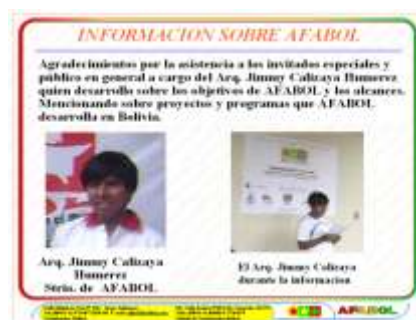 INFORMACION SOBRE AFABOL
Agradecimientos por la asistencia a los invitados especiales y
público en general a cargo del Arq. Jimmy Calizaya Humerez
quien desarrollo sobre los objetivos de AFABOL y los alcances.
Mencionando sobre proyectos y programas que AFABOL
desarrolla en Bolivia.
Arq. Jimmy Calizaya
Humerez
Strio. de AFABOL
El Arq. Jimmy Calizaya
durante la informacion
AFABOL